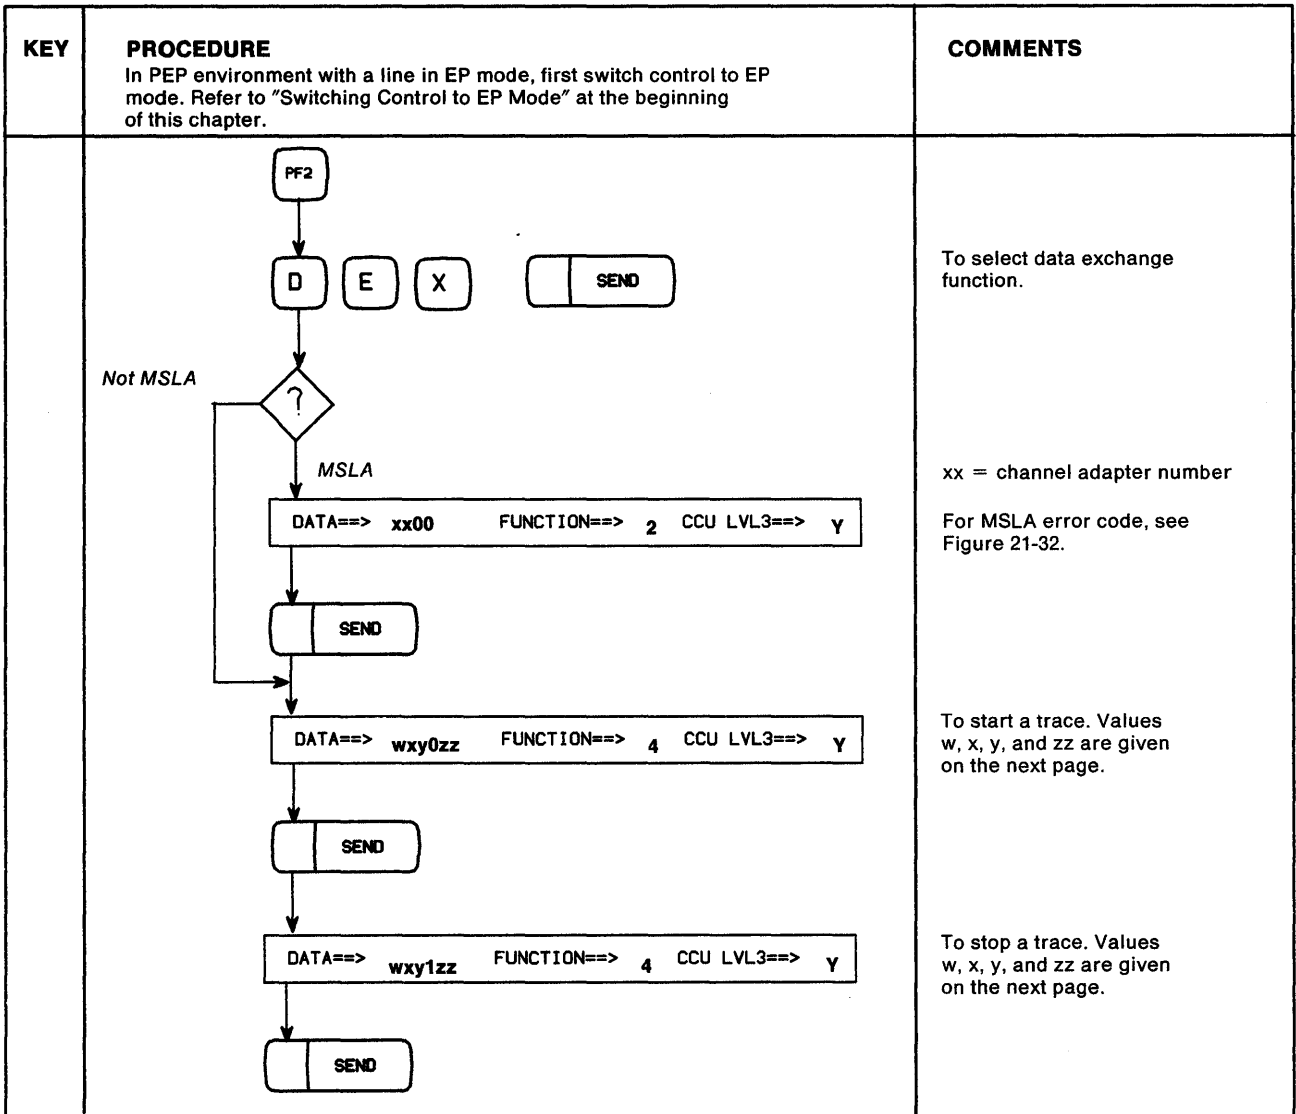 KEY
PROCEDURE
In PEP environment with a line in EP mode, first switch control to EP
mode. Refer to "Switching Control to EP Mode" at the beginning
of this chapter.
COMMENTS
PF2
D E X SEND
To select data exchange
function.
Not MSLA
?
MSLA
xx = channel adapter number
DATA==> xx00 FUNCTION==> 2 CCU LVL3==> Y
For MSLA error code, see
Figure 21-32.
SEND
DATA==> wxy0zz FUNCTION==> 4 CCU LVL3==> Y
To start a trace. Values
w, x, y, and zz are given
on the next page.
SEND
DATA==> wxy1zz FUNCTION==> 4 CCU LVL3==> Y
To stop a trace. Values
w, x, y, and zz are given
on the next page.
SEND